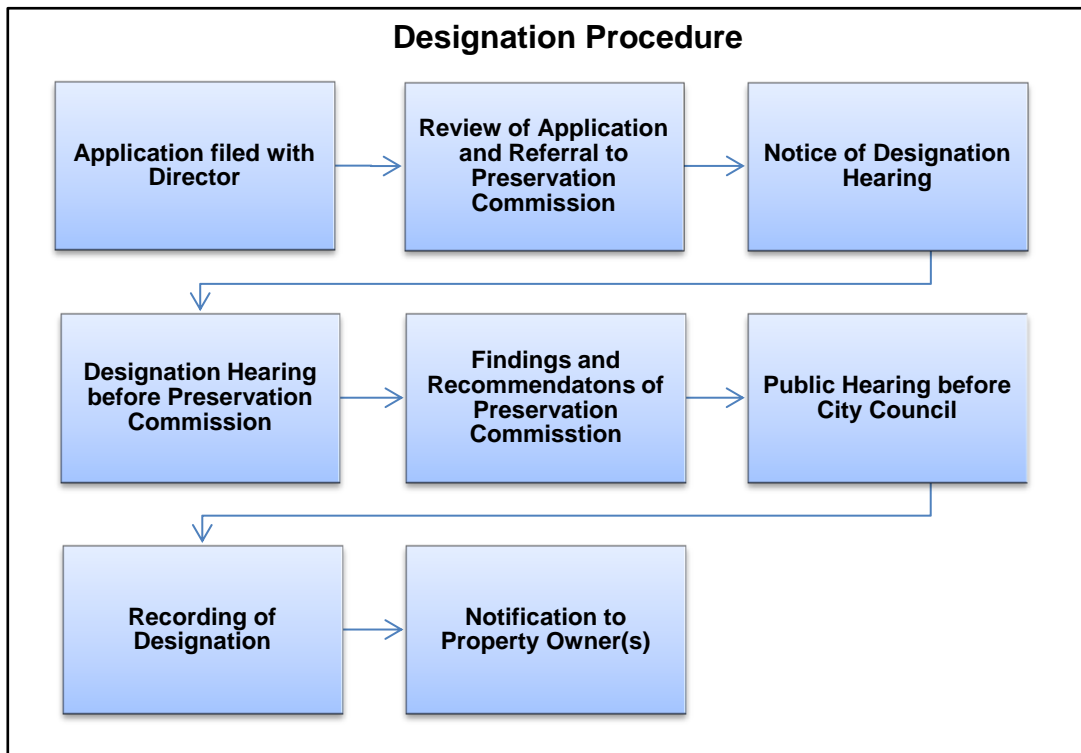 Designation Procedure
Application filed with
Director
Review of Application
and Referral to
Preservation
Commission
Notice of Designation
Hearing
Designation Hearing
before Preservation
Commission
Findings and
Recommendatons of
Preservation
Commisstion
Public Hearing before
City Council
Recording of
Designation
Notification to
Property Owner(s)